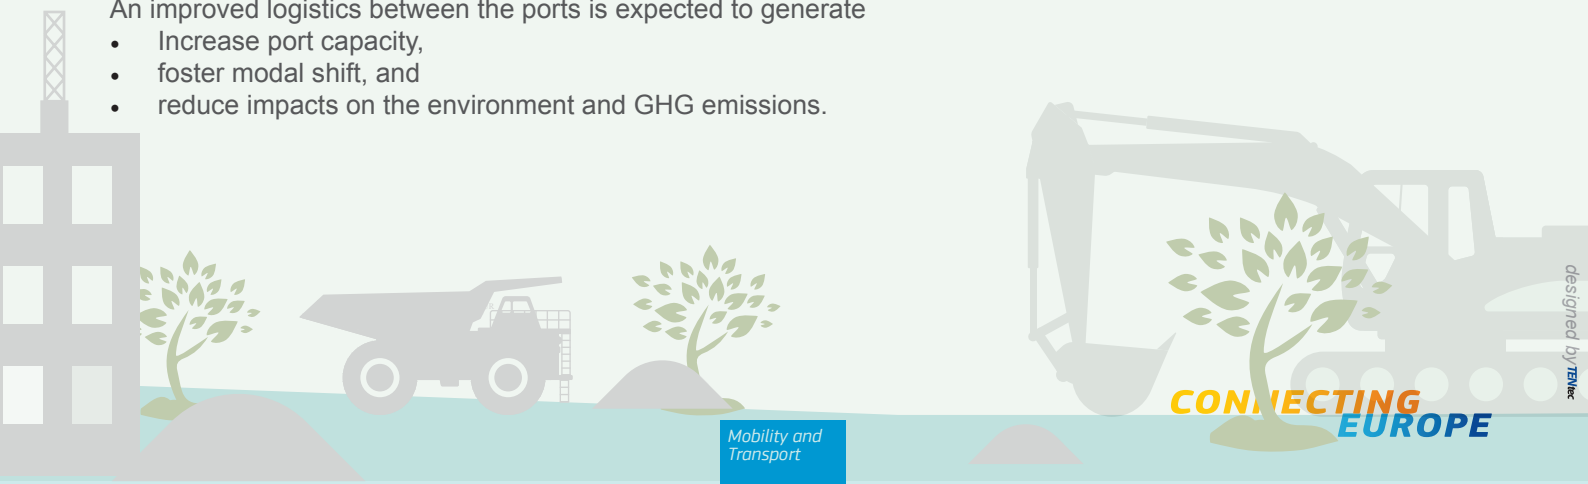 An improved logistics between the ports is expected to generate
• Increase port capacity,
• foster modal shift, and
• reduce impacts on the environment and GHG emissions.
designed by TENtec
CONNECTING
EUROPE
Mobility and
Transport